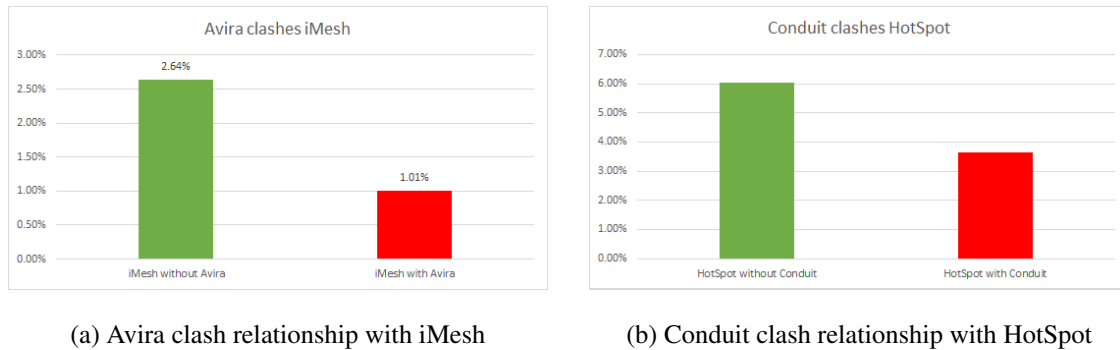 Avira clashes iMesh
3.00%
2.50%
2.00%
1.50%
1.00%
0.50%
0.00%
2.64%
1.01%
iMesh without Avira
iMesh with Avira
(a) Avira clash relationship with iMesh
Conduit clashes HotSpot
7.00%
6.00%
5.00%
4.00%
3.00%
2.00%
1.00%
0.00%
HotSpot without Conduit
HotSpot with Conduit
(b) Conduit clash relationship with HotSpot